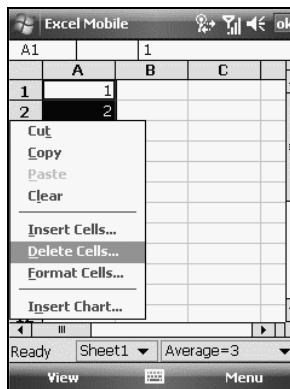 Excel Mobile ok
A1 1
A B C
1 1
2 2
Cut
Copy
Paste
Clear
Insert Cells...
Delete Cells...
Format Cells...
Insert Chart...
Ready Sheet1 Average=3
View Menu